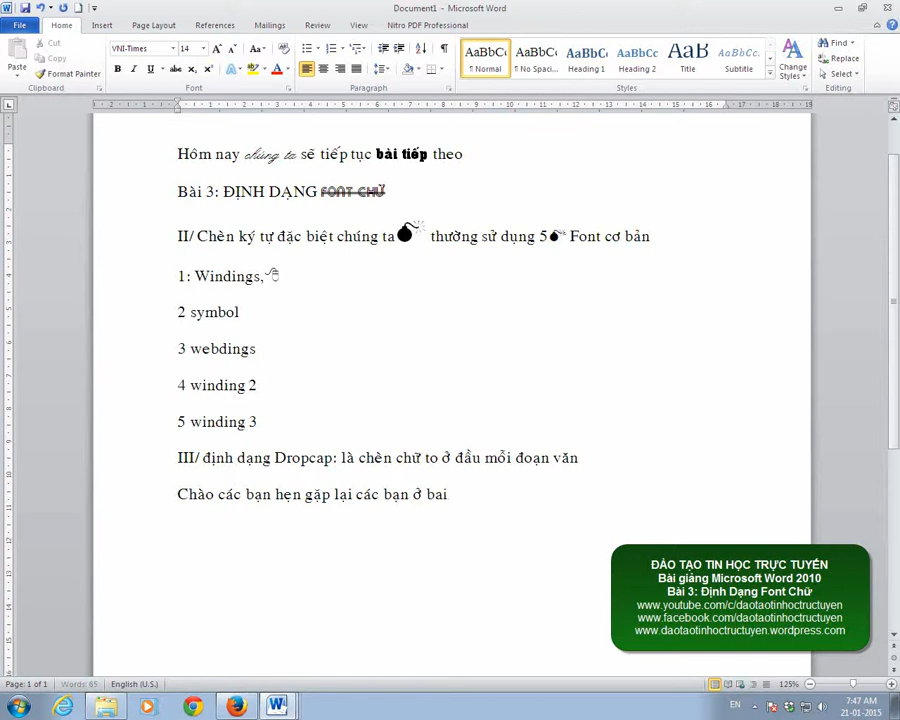 Document1 - Microsoft Word
File Home Insert Page Layout References Mailings Review View Nitro PDF Professional
Cut
Copy
Format Painter
Paste
Clipboard
VNI-Times 14
Font
Paragraph
AaBbCc AaBbCc AaBbCc AaBbCc AaB AaBbCc.
¶ Normal ¶ No Spaci... Heading 1 Heading 2 Title Subtitle
Change Styles
Styles
Find
Replace
Select
Editing
Hôm nay chúng ta sẽ tiếp tục bài tiếp theo
Bài 3: ĐỊNH DẠNG FONT CHỮ
II/ Chèn ký tự đặc biệt chúng ta thường sử dụng 5 Font cơ bản
1: Windings,
2 symbol
3 webdings
4 winding 2
5 winding 3
III/ định dạng Dropcap: là chèn chữ to ở đầu mỗi đoạn văn
Chào các bạn hẹn gặp lại các bạn ở bai
ĐÀO TẠO TIN HỌC TRỰC TUYẾN
Bài giảng Microsoft Word 2010
Bài 3: Định Dạng Font Chữ
www.youtube.com/c/daotaotinhoctructuyen
www.facebook.com/daotaotinhoctructuyen
www.daotaotinhoctructuyen.wordpress.com
Page: 1 of 1 Words: 65 English (U.S.) 125%
EN 7:47 AM
21-01-2015